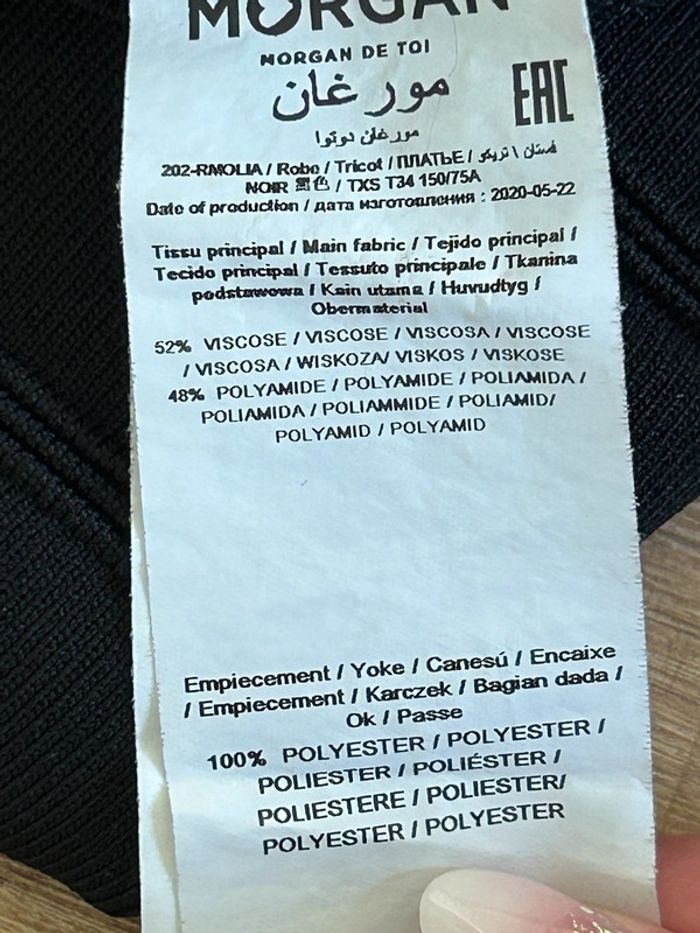 MORGAN
MORGAN DE TOI
مورغان
EAC
مورغان دوتوا
202-RMOLIA / Robe / Tricot / ПЛАТЬЕ / فستان \ تريكو
NOIR 黑色 / TXS T34 150/75A
Date of production / дата изготовления : 2020-05-22
Tissu principal / Main fabric / Tejido principal /
Tecido principal / Tessuto principale / Tkanina
podstawowa / Kain utama / Huvudtyg /
Obermaterial
52% VISCOSE / VISCOSE / VISCOSA / VISCOSE
/ VISCOSA / WISKOZA/ VISKOS / VISKOSE
48% POLYAMIDE / POLYAMIDE / POLIAMIDA /
POLIAMIDA / POLIAMMIDE / POLIAMID/
POLYAMID / POLYAMID
Empiecement / Yoke / Canesú / Encaixe
/ Empiecement / Karczek / Bagian dada /
Ok / Passe
100% POLYESTER / POLYESTER /
POLIESTER / POLIÉSTER /
POLIESTERE / POLIESTER/
POLYESTER / POLYESTER